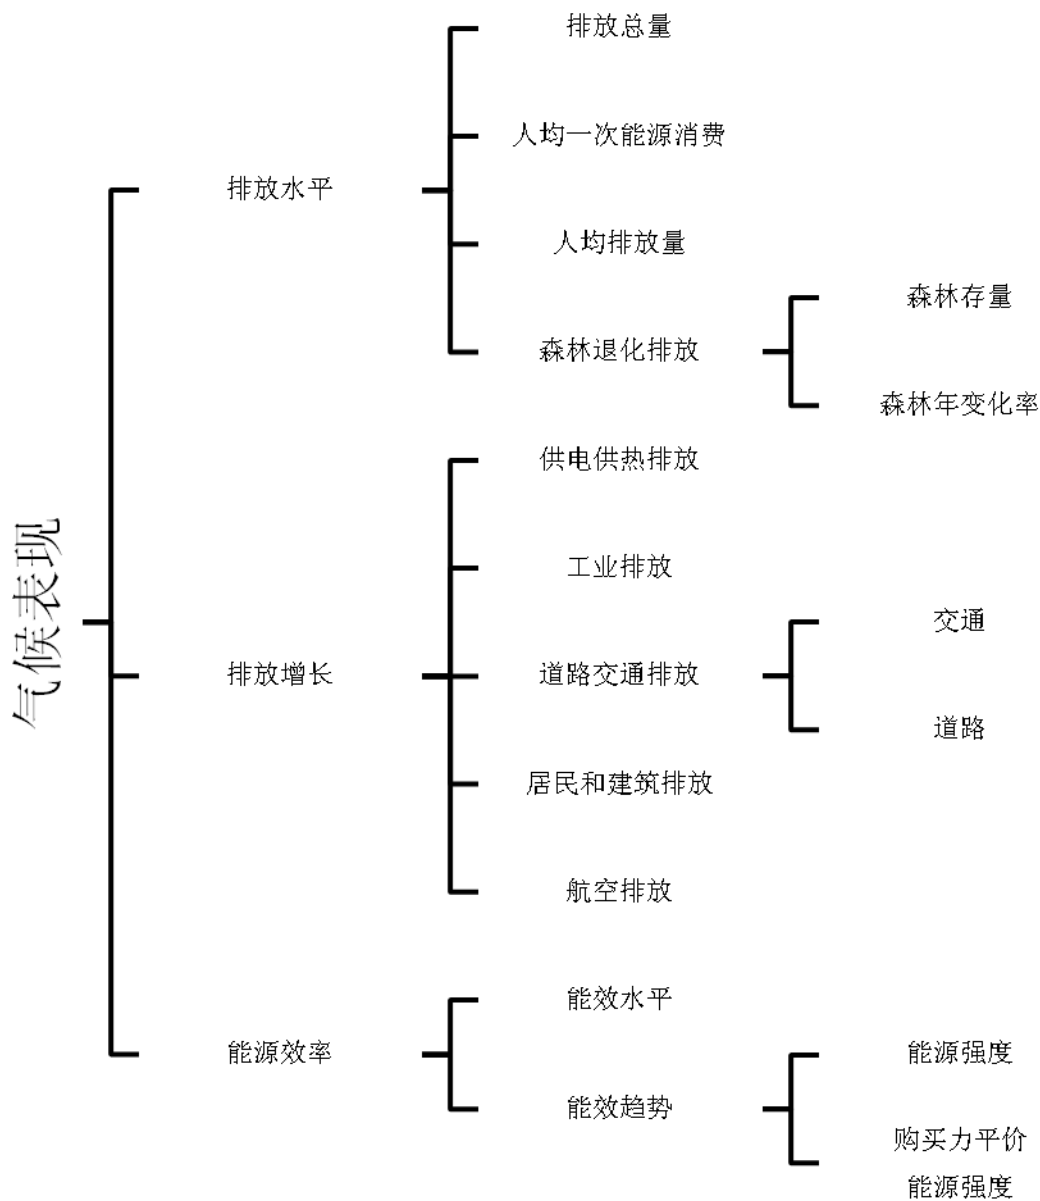 气候表现
排放水平
排放总量
人均一次能源消费
人均排放量
森林退化排放
森林存量
森林年变化率
排放增长
供电供热排放
工业排放
道路交通排放
交通
道路
居民和建筑排放
航空排放
能源效率
能效水平
能效趋势
能源强度
购买力平价
能源强度